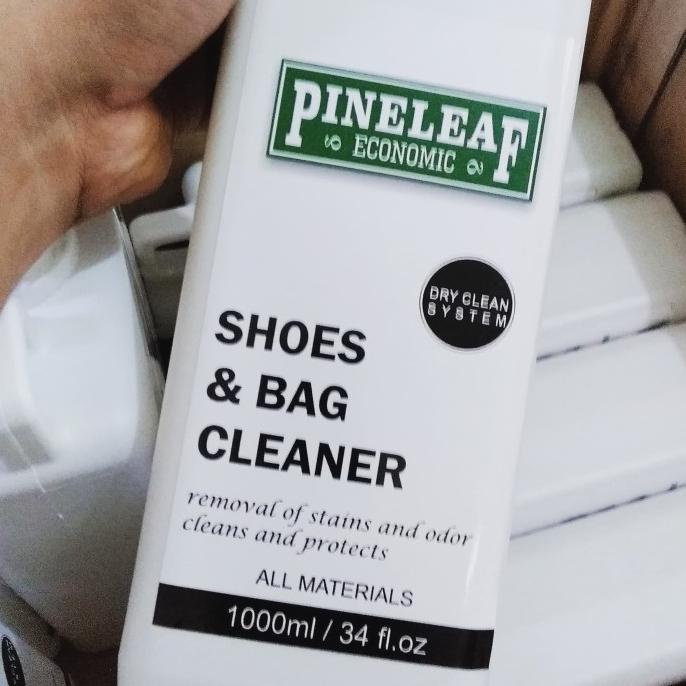 PINELEAF
ECONOMIC
DRY CLEAN
SYSTEM
SHOES
& BAG
CLEANER
removal of stains and odor
cleans and protects
ALL MATERIALS
1000ml / 34 fl.oz